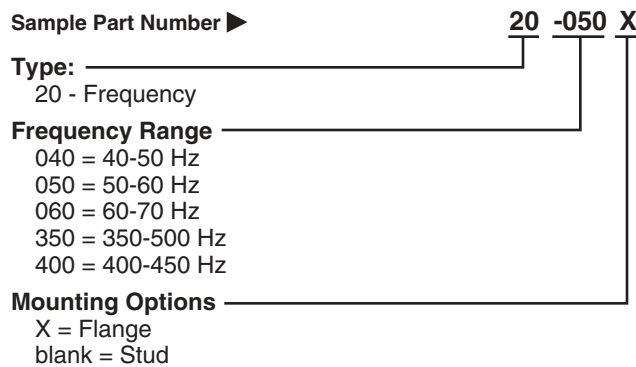 Sample Part Number ▶ 20 -050 X
Type:
20 - Frequency
Frequency Range
040 = 40-50 Hz
050 = 50-60 Hz
060 = 60-70 Hz
350 = 350-500 Hz
400 = 400-450 Hz
Mounting Options
X = Flange
blank = Stud